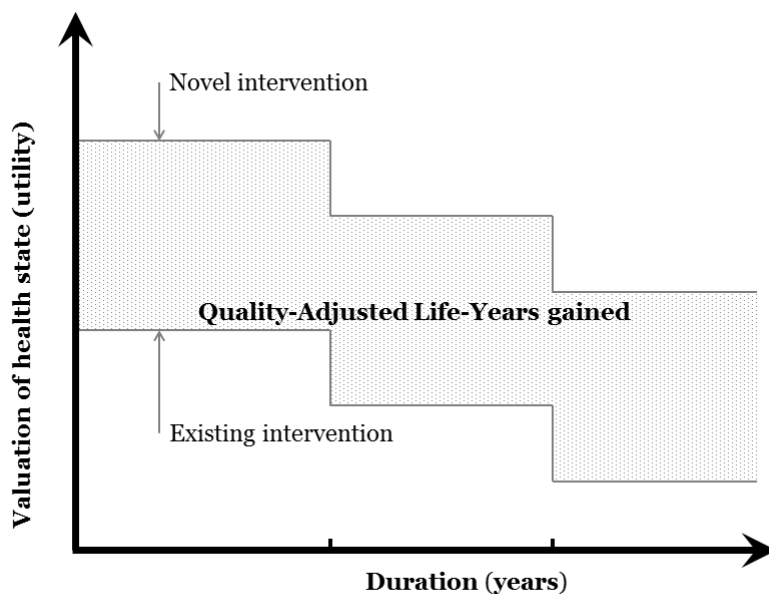 Novel intervention
Valuation of health state (utility)
Quality-Adjusted Life-Years gained
Existing intervention
Duration (years)